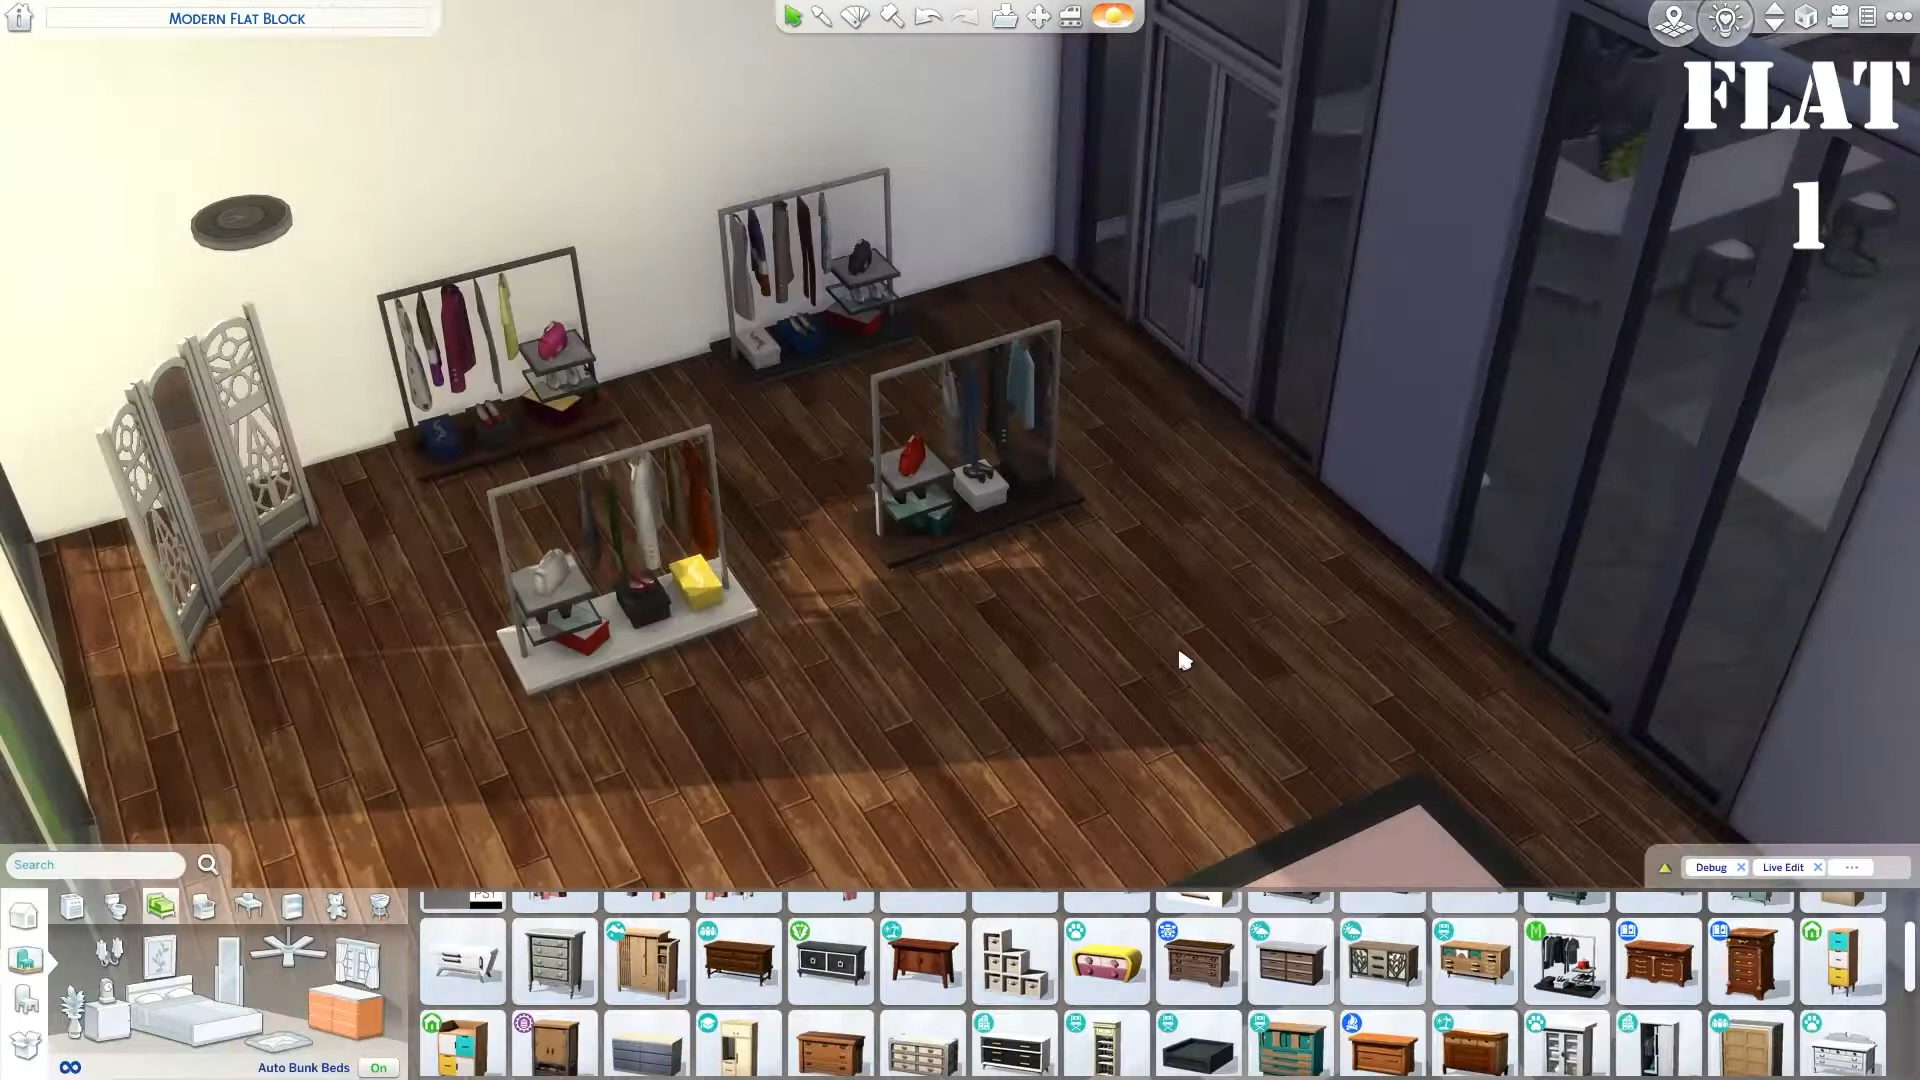 MODERN FLAT BLOCK
FLAT
1
Search
Debug
Live Edit
Auto Bunk Beds
On